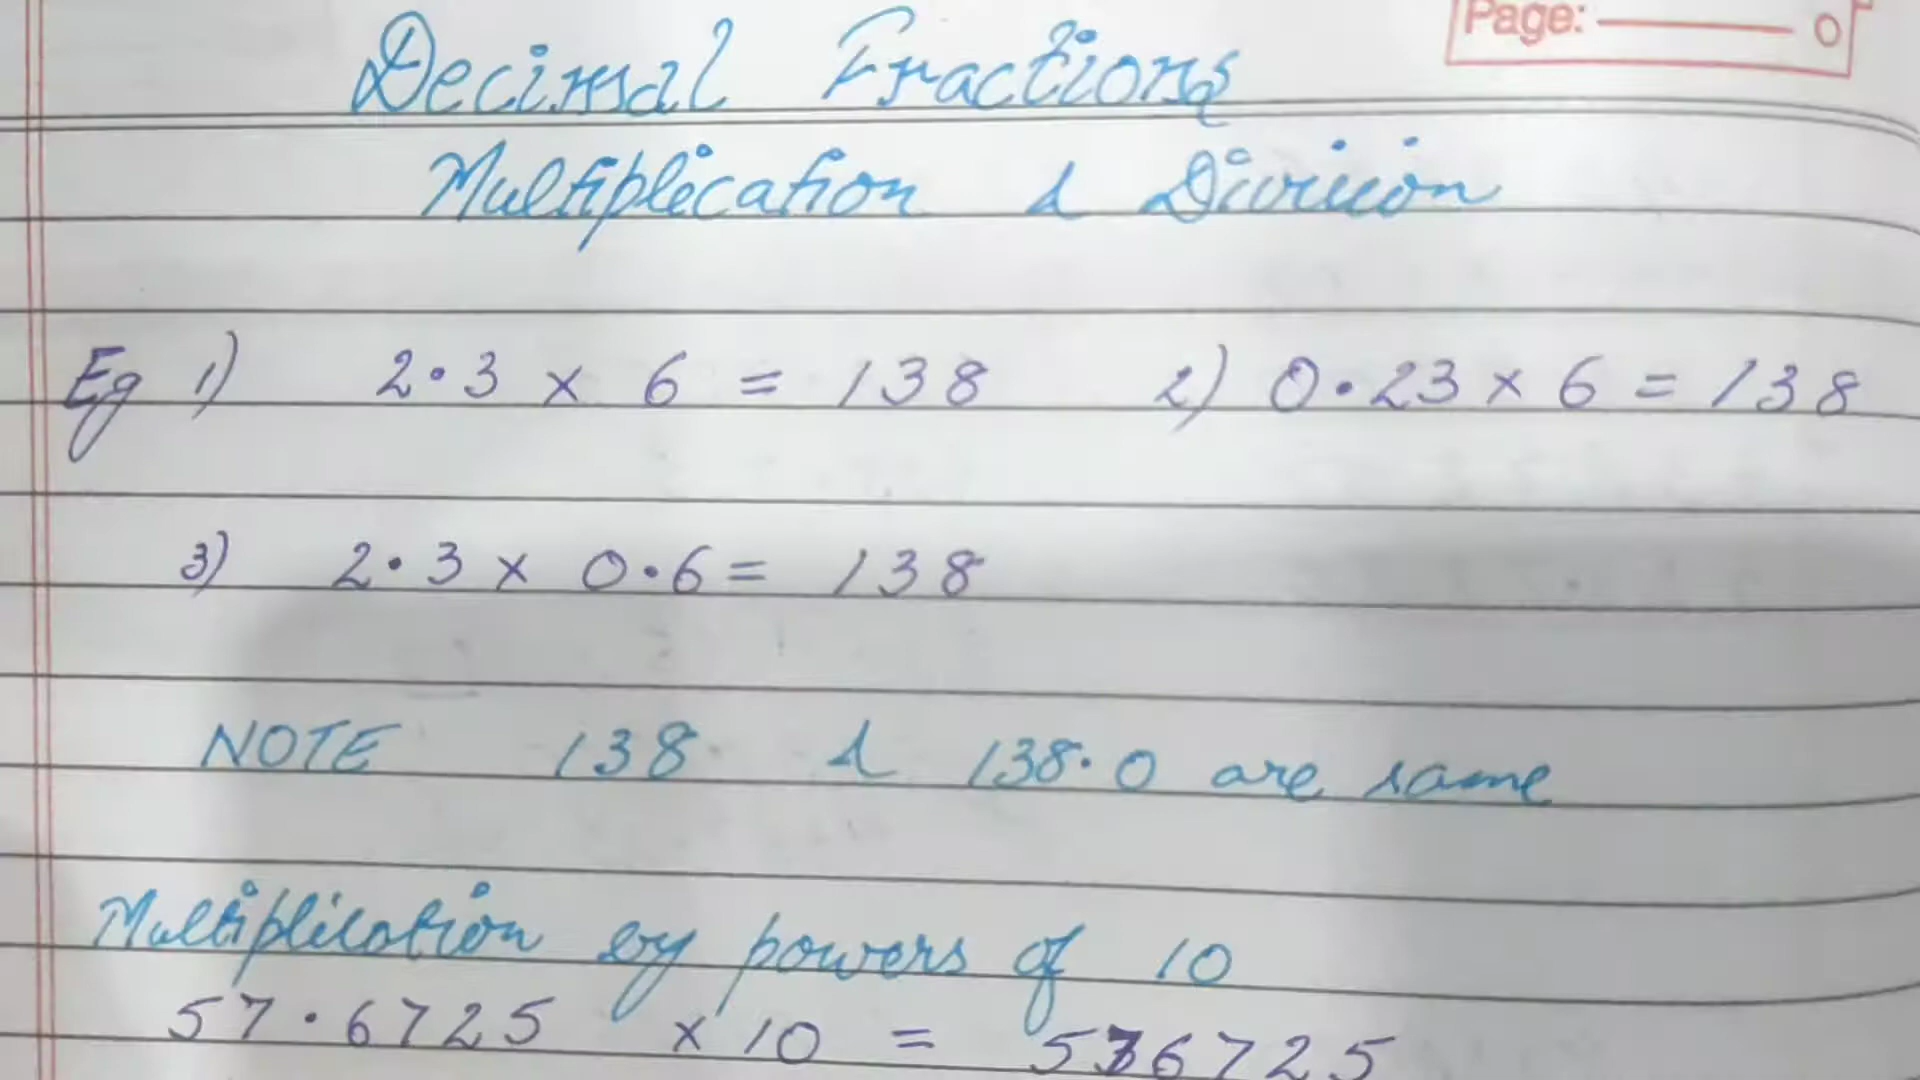 Page: 0
Decimal Fractions
Multiplication & Division
Eg 1) 2.3 x 6 = 138 2) 0.23 x 6 = 138
3) 2.3 x 0.6 = 138
NOTE 138 & 138.0 are same
Multiplication by powers of 10
57.6725 x 10 = 576725